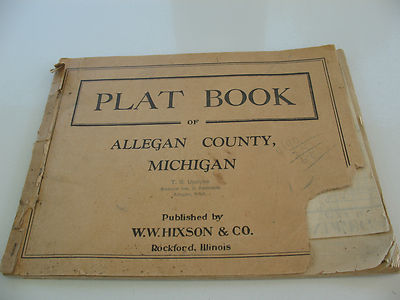 PLAT BOOK
OF
ALLEGAN COUNTY,
MICHIGAN
Published by
W.W. HIXSON & CO.
Rockford, Illinois